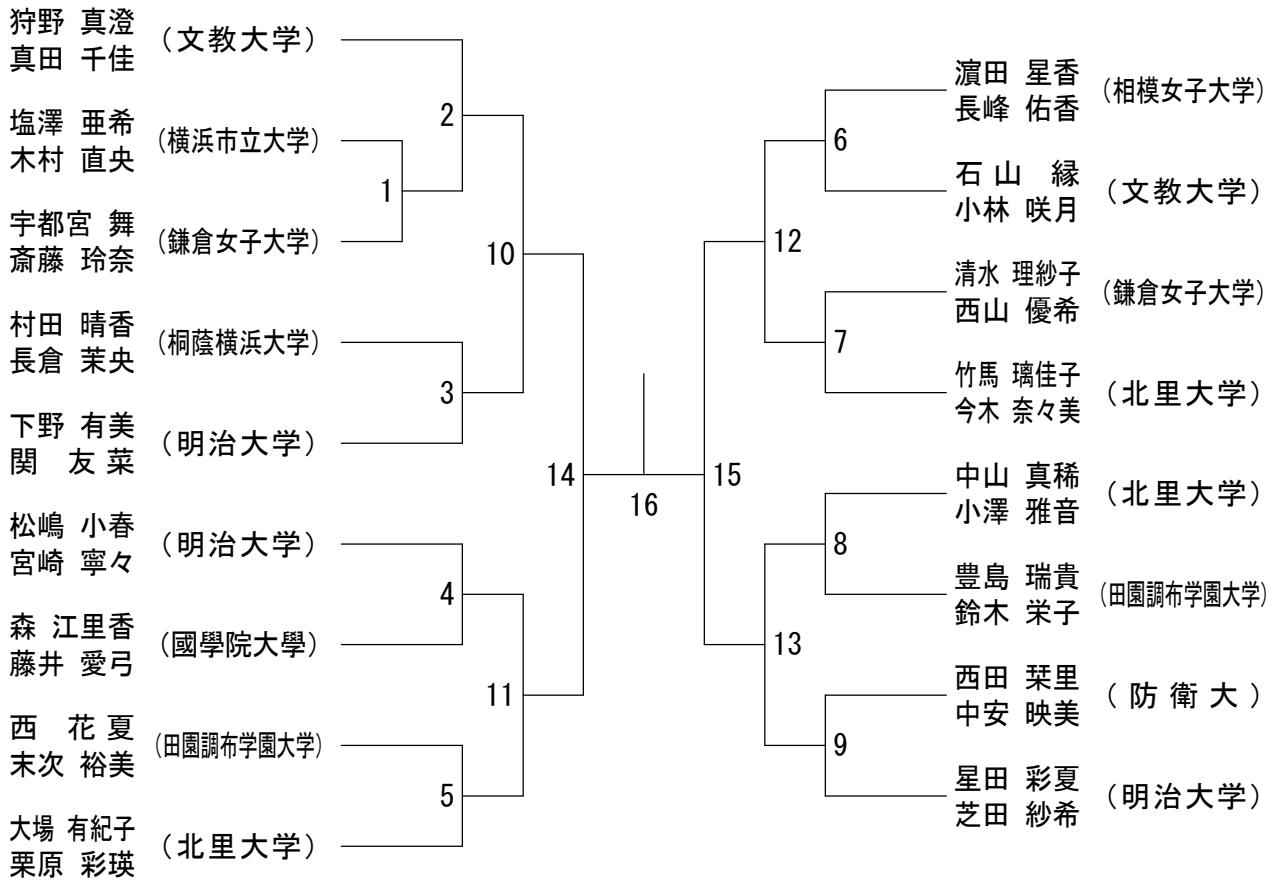 狩野 真澄
真田 千佳
(文教大学)
塩澤 亜希
木村 直央
(横浜市立大学)
宇都宮 舞
斎藤 玲奈
(鎌倉女子大学)
村田 晴香
長倉 茉央
(桐蔭横浜大学)
下野 有美
関 友菜
(明治大学)
松嶋 小春
宮崎 寧々
(明治大学)
森 江里香
藤井 愛弓
(國學院大學)
西 花夏
末次 裕美
(田園調布学園大学)
大場 有紀子
栗原 彩瑛
(北里大学)
2
1
10
3
14
4
11
5
16
15
12
6
7
13
8
9
濵田 星香
長峰 佑香
(相模女子大学)
石山 縁
小林 咲月
(文教大学)
清水 理紗子
西山 優希
(鎌倉女子大学)
竹馬 璃佳子
今木 奈々美
(北里大学)
中山 真稀
小澤 雅音
(北里大学)
豊島 瑞貴
鈴木 栄子
(田園調布学園大学)
西田 栞里
中安 映美
(防衛大)
星田 彩夏
芝田 紗希
(明治大学)